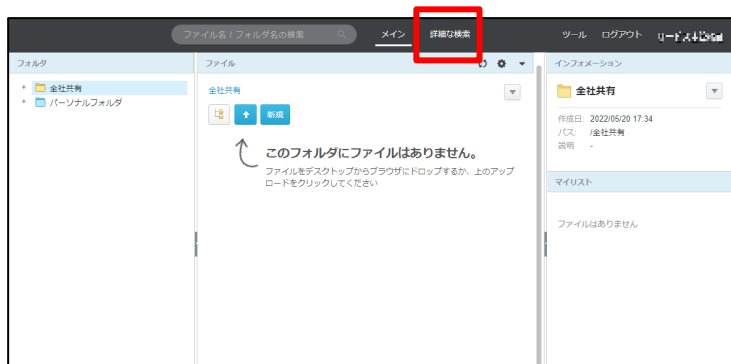 ファイル名 / フォルダ名の検索
メイン
詳細な検索
ツール
ログアウト
フォルダ
全社共有
パーソナルフォルダ
ファイル
全社共有
新規
このフォルダにファイルはありません。
ファイルをデスクトップからブラウザにドロップするか、上のアップ
ロードをクリックしてください
インフォメーション
全社共有
作成日: 2022/05/20 17:34
パス: /全社共有
説明 -
マイリスト
ファイルはありません